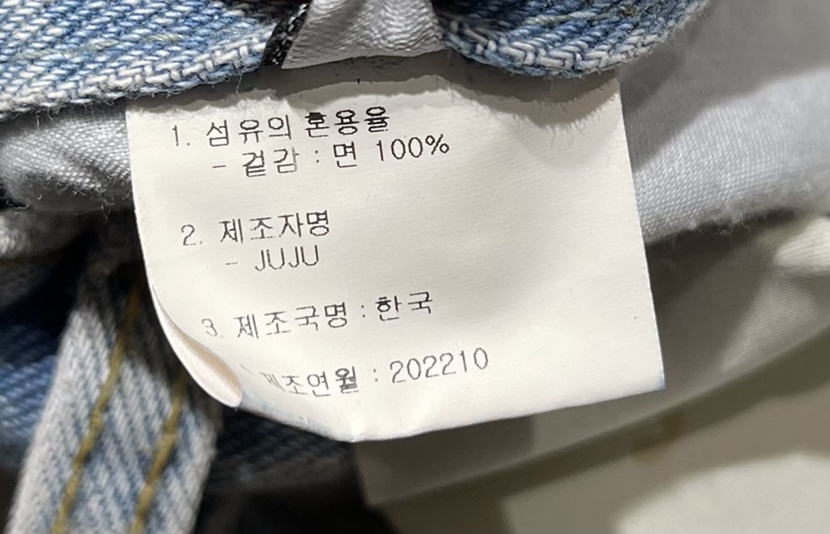 1. 섬유의 혼용율
- 겉감 : 면 100%
2. 제조자명
- JUJU
3. 제조국명 : 한국
제조연월 : 202210